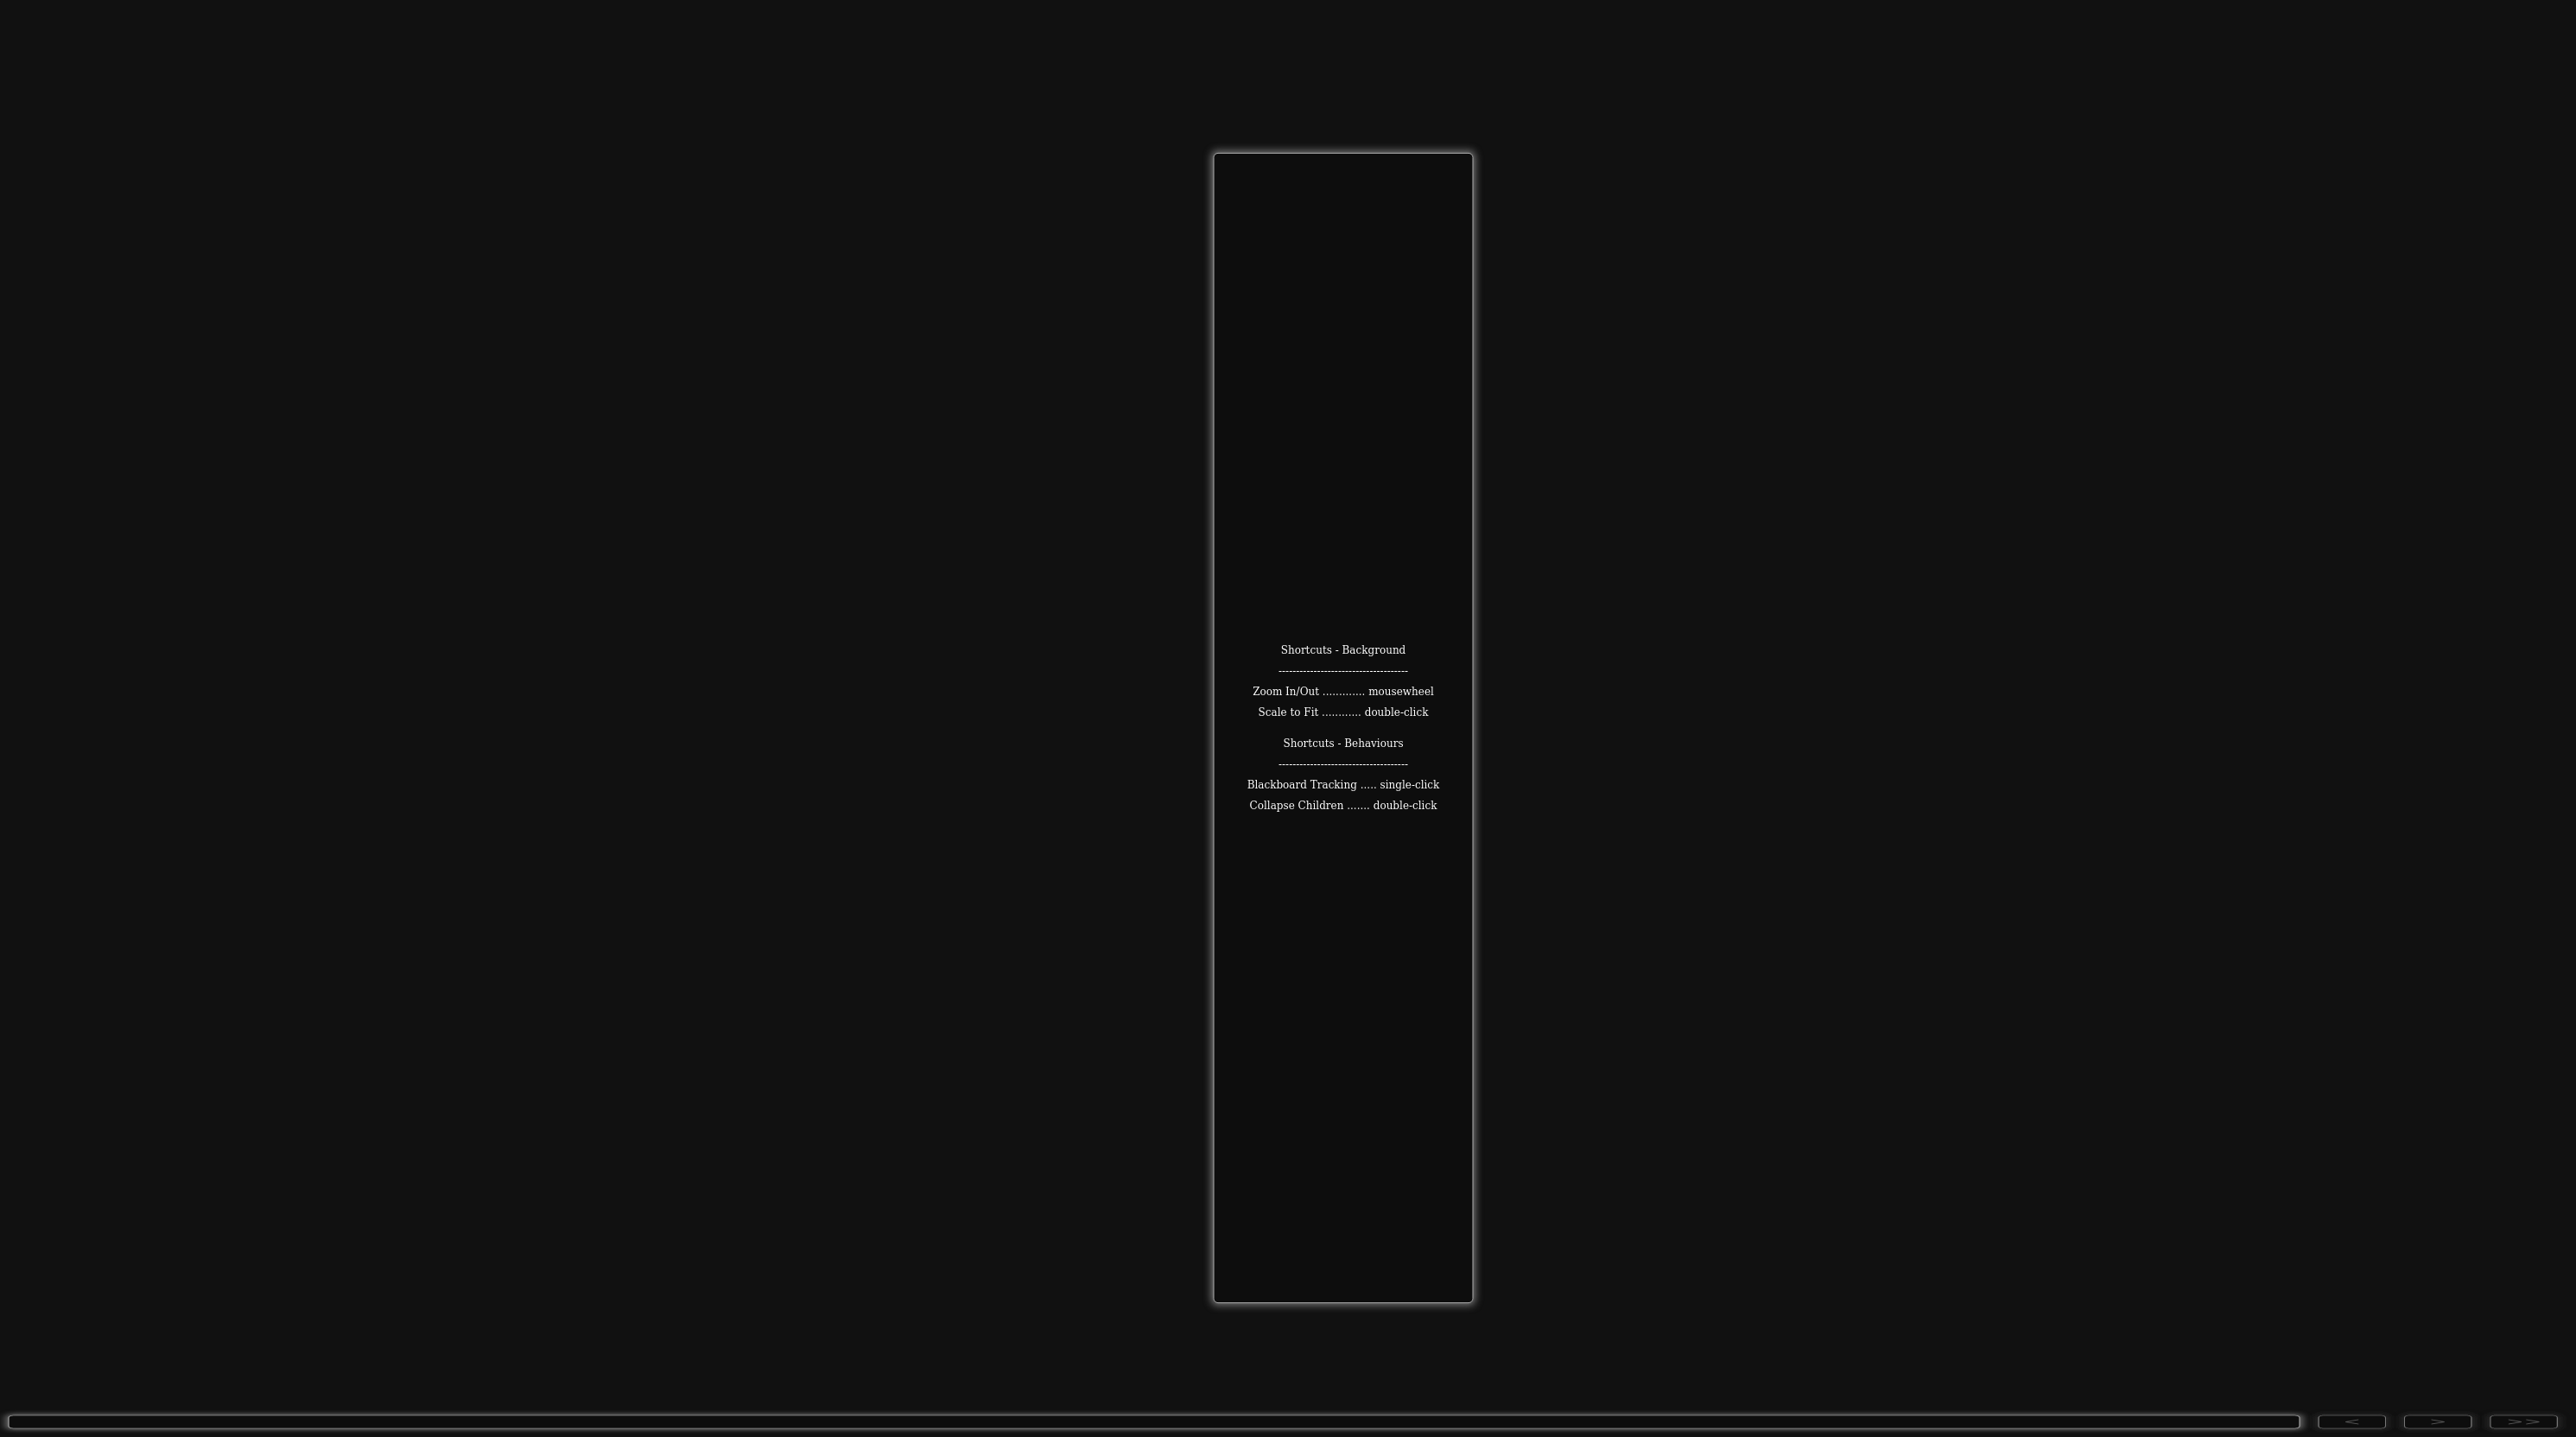 Shortcuts - Background
-------------------------------------
Zoom In/Out ............. mousewheel
Scale to Fit ............ double-click
Shortcuts - Behaviours
-------------------------------------
Blackboard Tracking ..... single-click
Collapse Children ....... double-click
< > >>